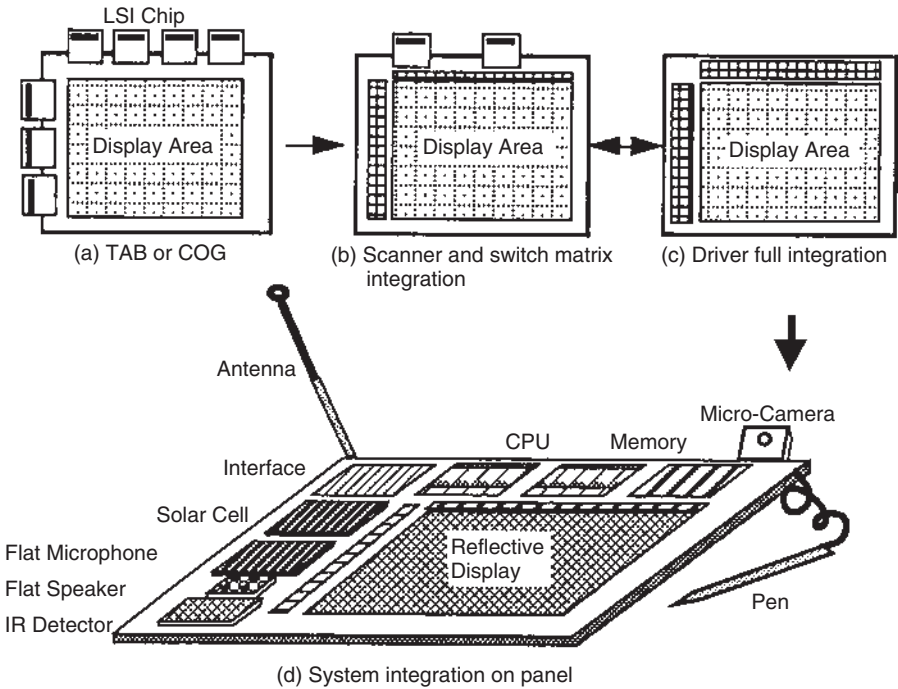 LSI Chip
Display Area
Display Area
Display Area
(a) TAB or COG
(b) Scanner and switch matrix
integration
(c) Driver full integration
Antenna
Micro-Camera
CPU
Memory
Interface
Solar Cell
Flat Microphone
Reflective
Display
Flat Speaker
Pen
IR Detector
(d) System integration on panel